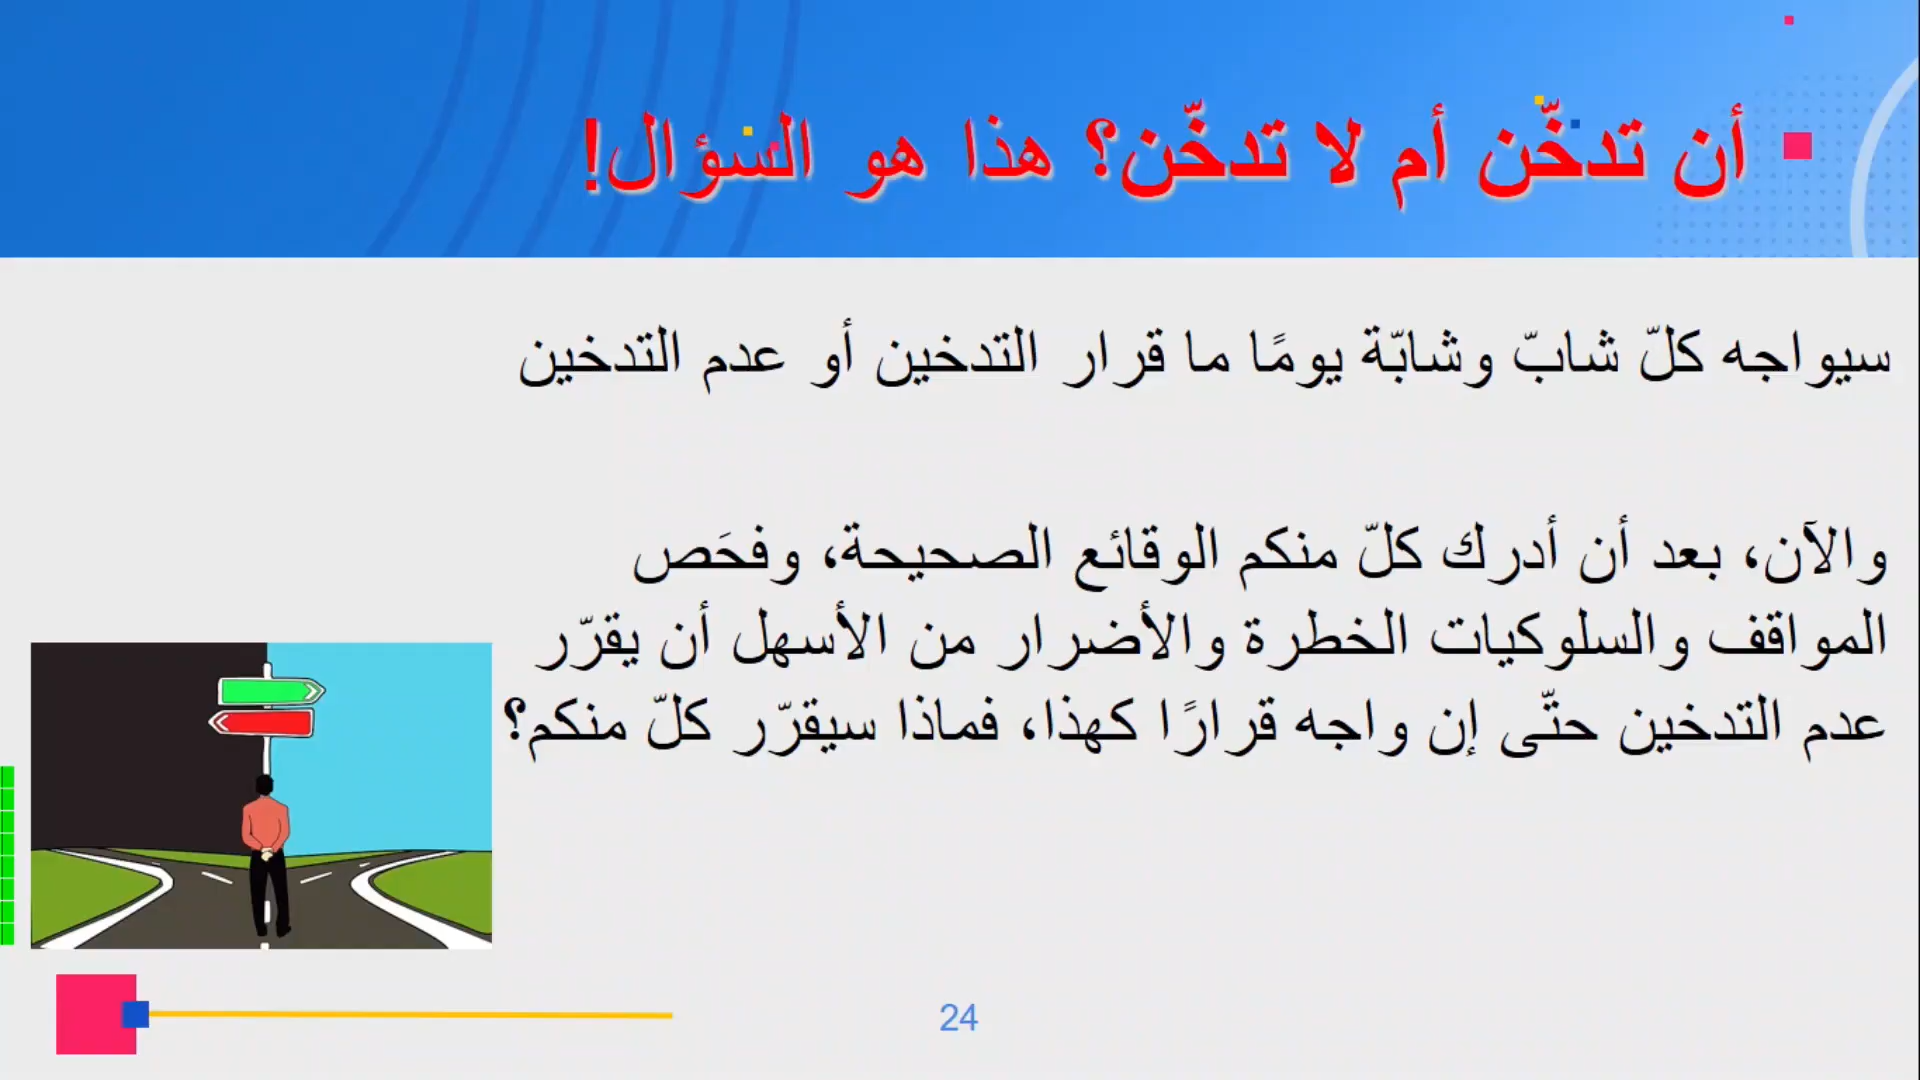 أن تدخّن أم لا تدخّن؟ هذا هو السؤال!
سيواجه كلّ شابّ وشابّة يومًا ما قرار التدخين أو عدم التدخين
والآن، بعد أن أدرك كلّ منكم الوقائع الصحيحة، وفحَص
المواقف والسلوكيات الخطرة والأضرار من الأسهل أن يقرّر
عدم التدخين حتّى إن واجه قرارًا كهذا، فماذا سيقرّر كلّ منكم؟
24